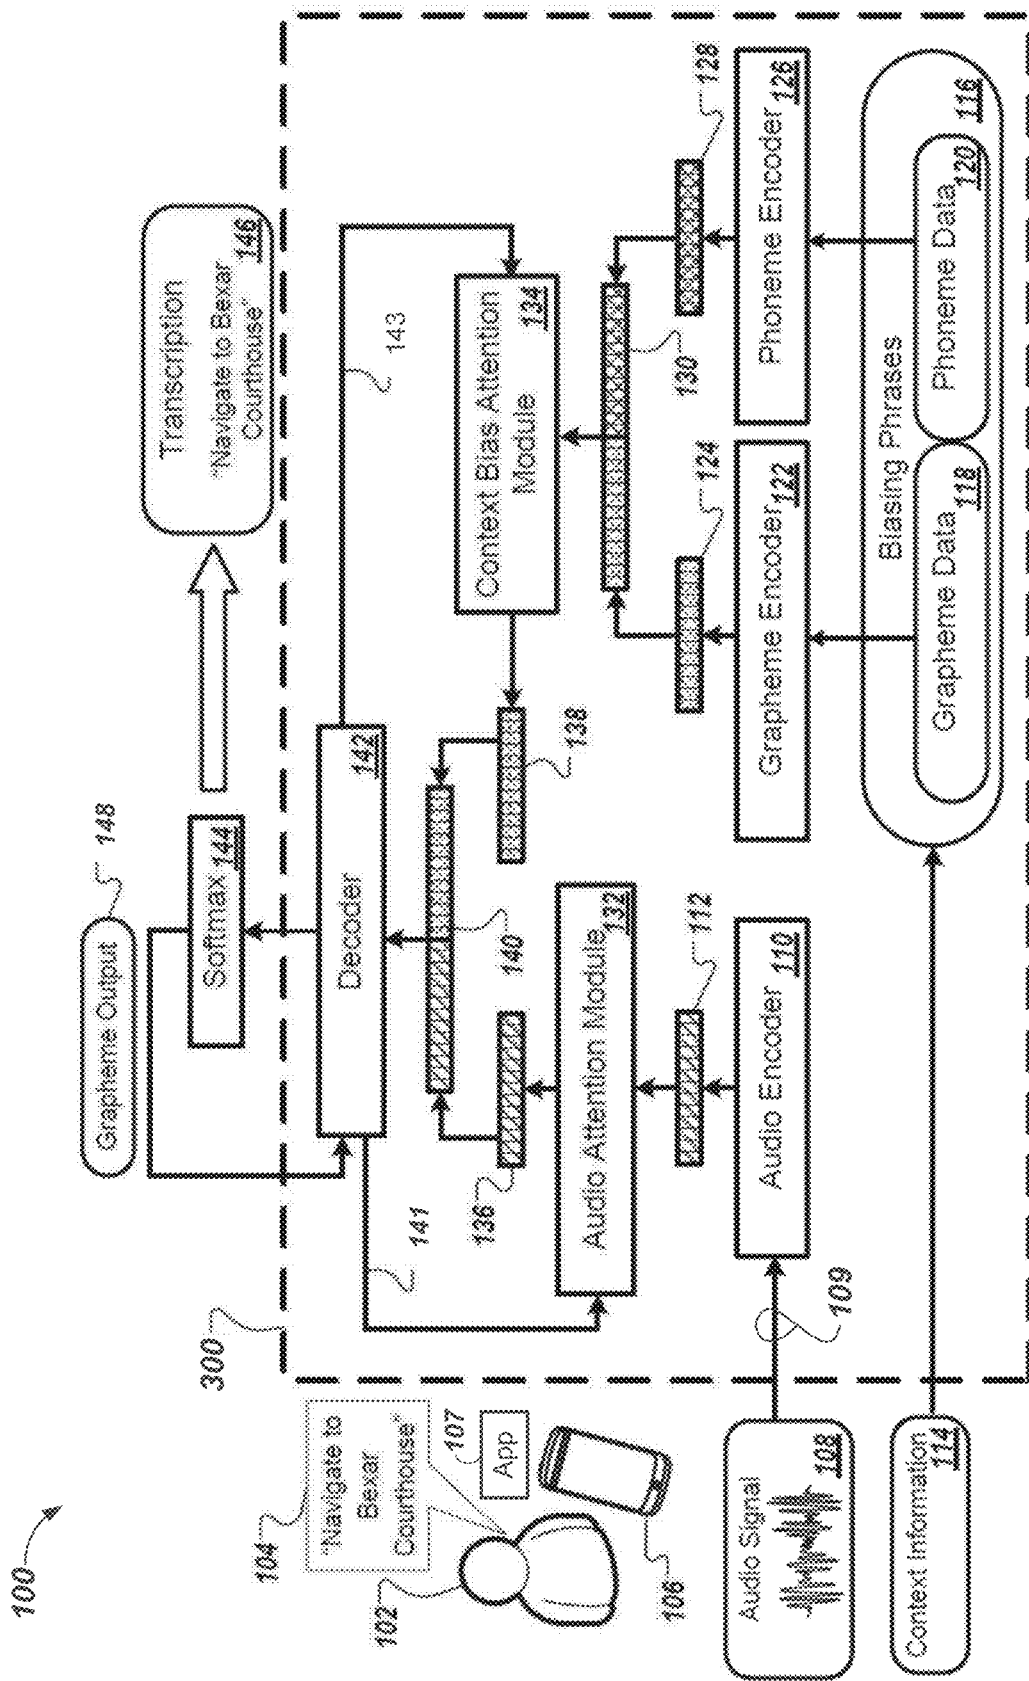 100
104
"Navigate to
Bexar
Courthouse"
102
107
App
106
Audio Signal
108
Context Information
114
300
109
Grapheme Output
148
Softmax
144
Transcription
"Navigate to Bexar
Courthouse"
146
Decoder
142
141
143
140
136
138
Audio Attention Module
132
Context Bias Attention
Module
134
112
124
130
128
Audio Encoder
110
Grapheme Encoder
122
Phoneme Encoder
126
Biasing Phrases
116
Grapheme Data
118
Phoneme Data
120